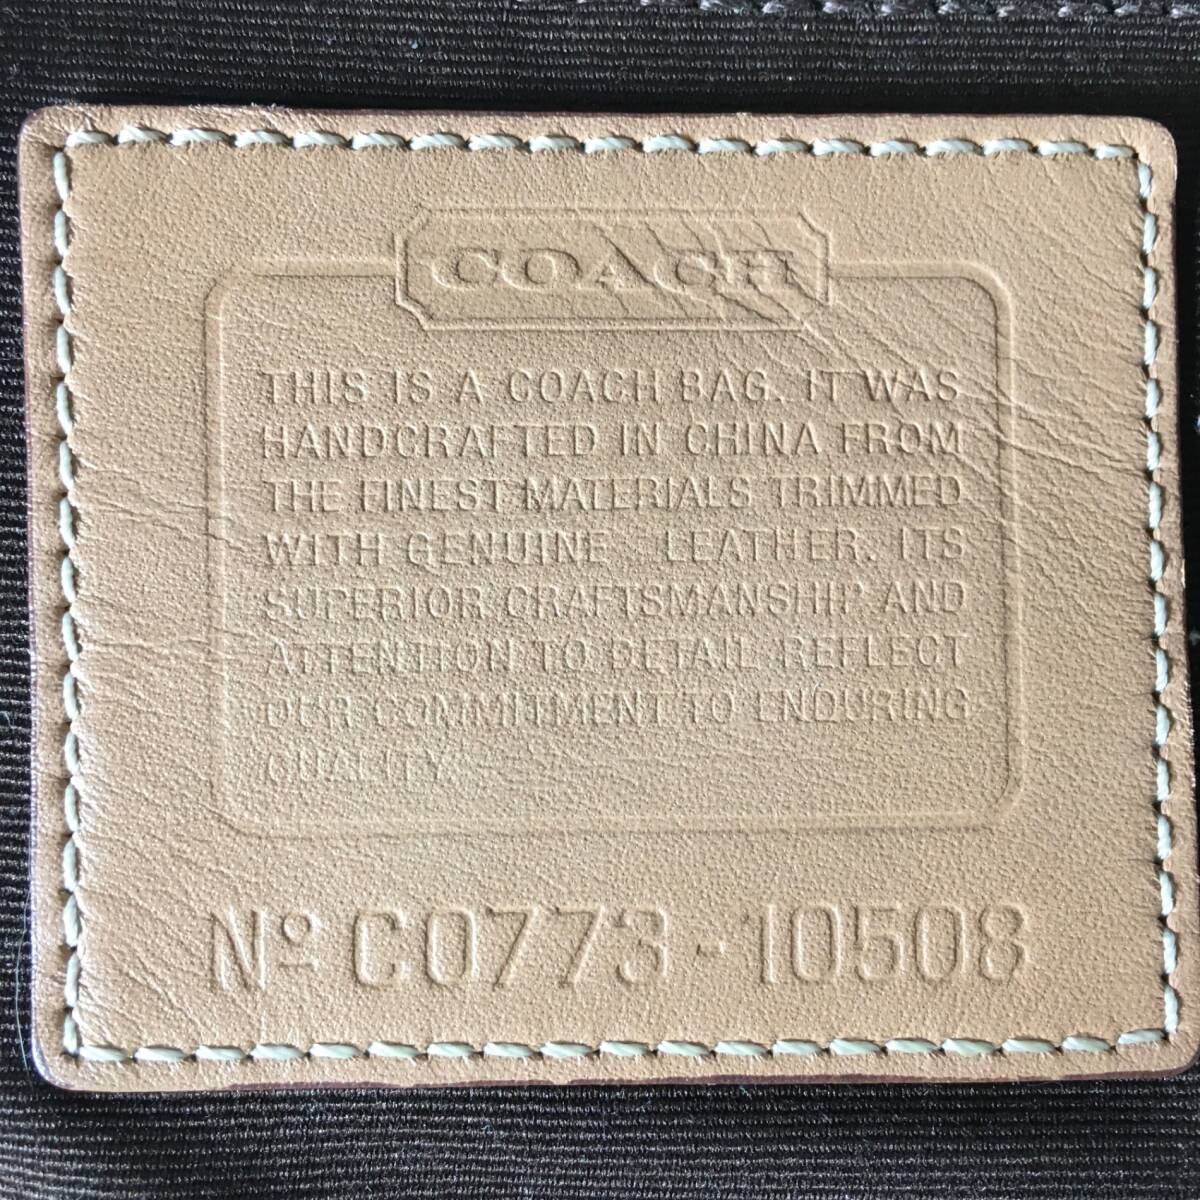 COACH
THIS IS A COACH BAG. IT WAS
HANDCRAFTED IN CHINA FROM
THE FINEST MATERIALS TRIMMED
WITH GENUINE LEATHER. ITS
SUPERIOR CRAFTSMANSHIP AND
ATTENTION TO DETAIL REFLECT
OUR COMMITMENT TO ENDURING
QUALITY.
Nº C0773-10508